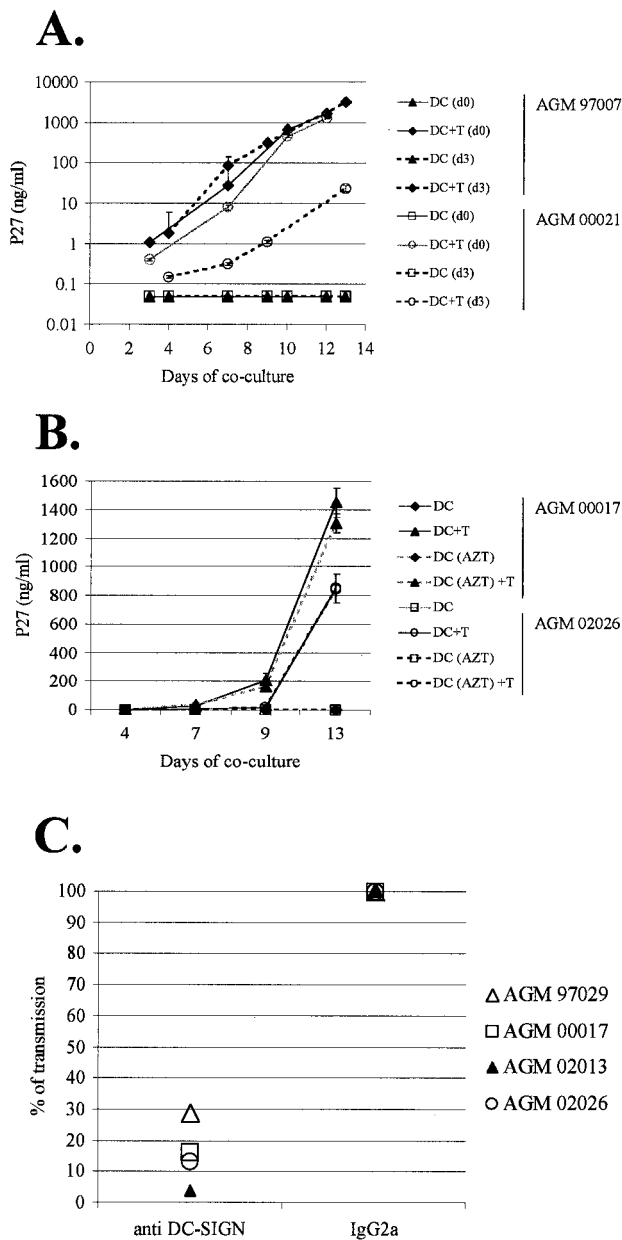 A.
10000
1000
100
10
1
0.1
0.01
P27 (ng/ml)
0 2 4 6 8 10 12 14
Days of co-culture
DC (d0)
DC+T (d0)
DC (d3)
DC+T (d3)
DC (d0)
DC+T (d0)
DC (d3)
DC+T (d3)
AGM 97007
AGM 00021
B.
1600
1400
1200
1000
800
600
400
200
0
P27 (ng/ml)
4 7 9 13
Days of co-culture
DC
DC+T
DC (AZT)
DC (AZT) +T
DC
DC+T
DC (AZT)
DC (AZT) +T
AGM 00017
AGM 02026
C.
100
90
80
70
60
50
40
30
20
10
0
% of transmission
anti DC-SIGN IgG2a
AGM 97029
AGM 00017
AGM 02013
AGM 02026